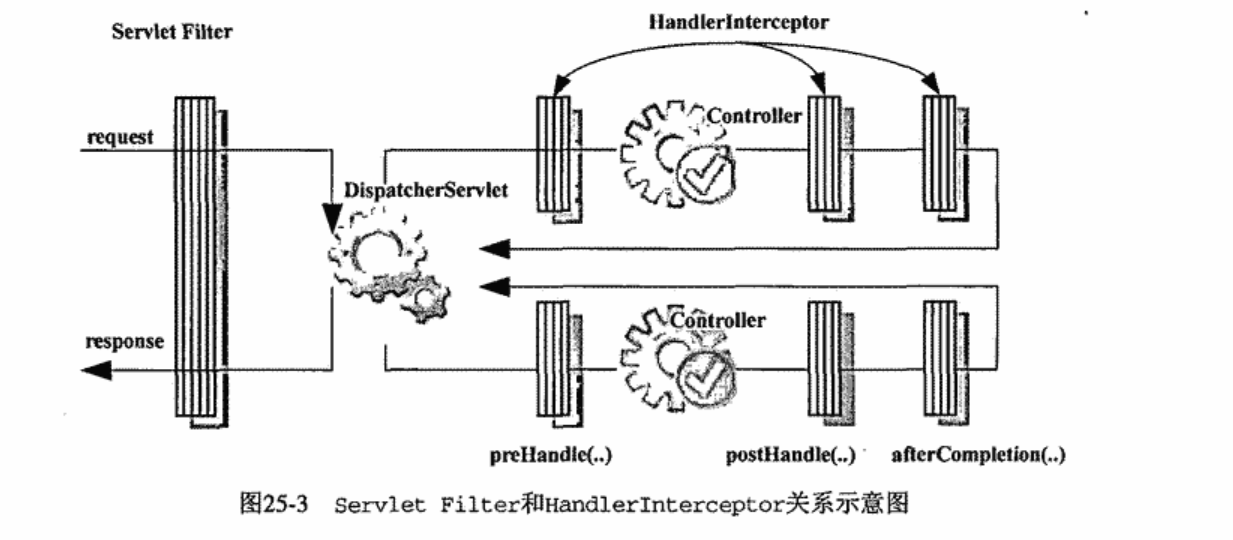 HandlerInterceptor
Servlet Filter
Controller
request
DispatcherServlet
Controller
response
preHandle(..)
postHandle(..)
afterCompletion(..)
图25-3 Servlet Filter和HandlerInterceptor关系示意图